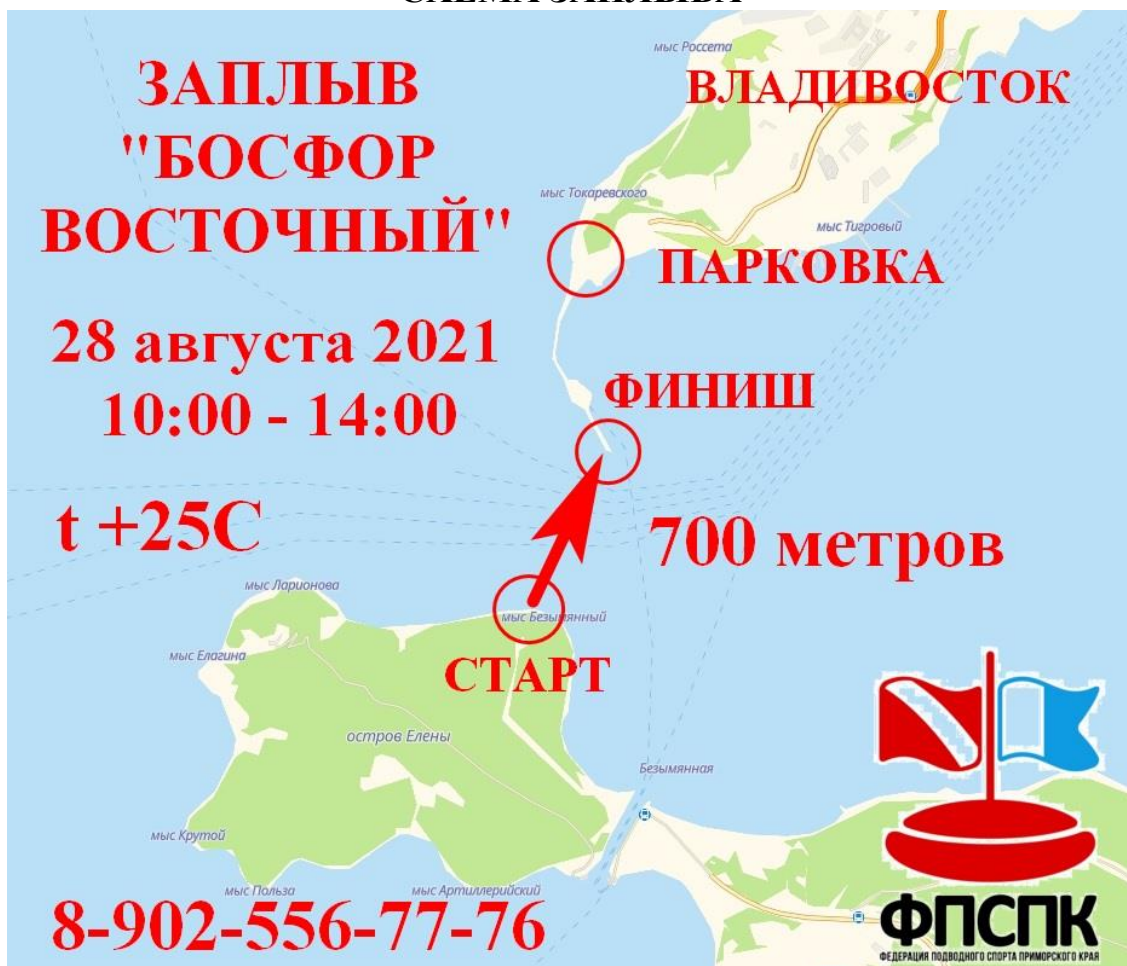 СХЕМА ЗАПЛЫВА
мыс Россета
ЗАПЛЫВ
"БОСФОР
ВОСТОЧНЫЙ"
ВЛАДИВОСТОК
мыс Токаревского
мыс Тигровый
ПАРКОВКА
28 августа 2021
10:00 - 14:00
ФИНИШ
t +25C
700 метров
мыс Ларионова
мыс Безымянный
мыс Елагина
СТАРТ
остров Елены
Безымянная
мыс Крутой
мыс Польза
мыс Артиллерийский
8-902-556-77-76
ФПСПК
ФЕДЕРАЦИЯ ПОДВОДНОГО СПОРТА ПРИМОРСКОГО КРАЯ